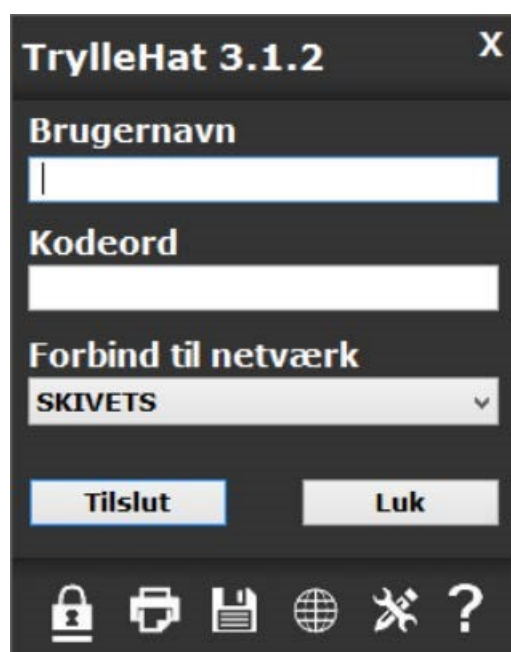 TrylleHat 3.1.2
X
Brugernavn
Kodeord
Forbind til netværk
SKIVETS
Tilslut
Luk
?